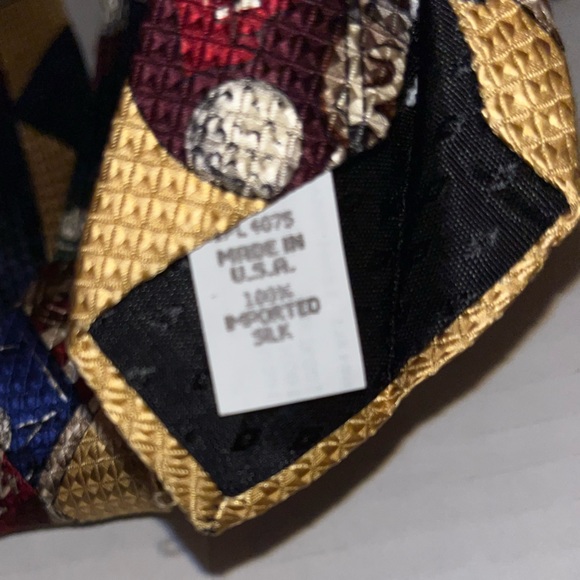 MADE IN
U.S.A.
100%
IMPORTED
SILK